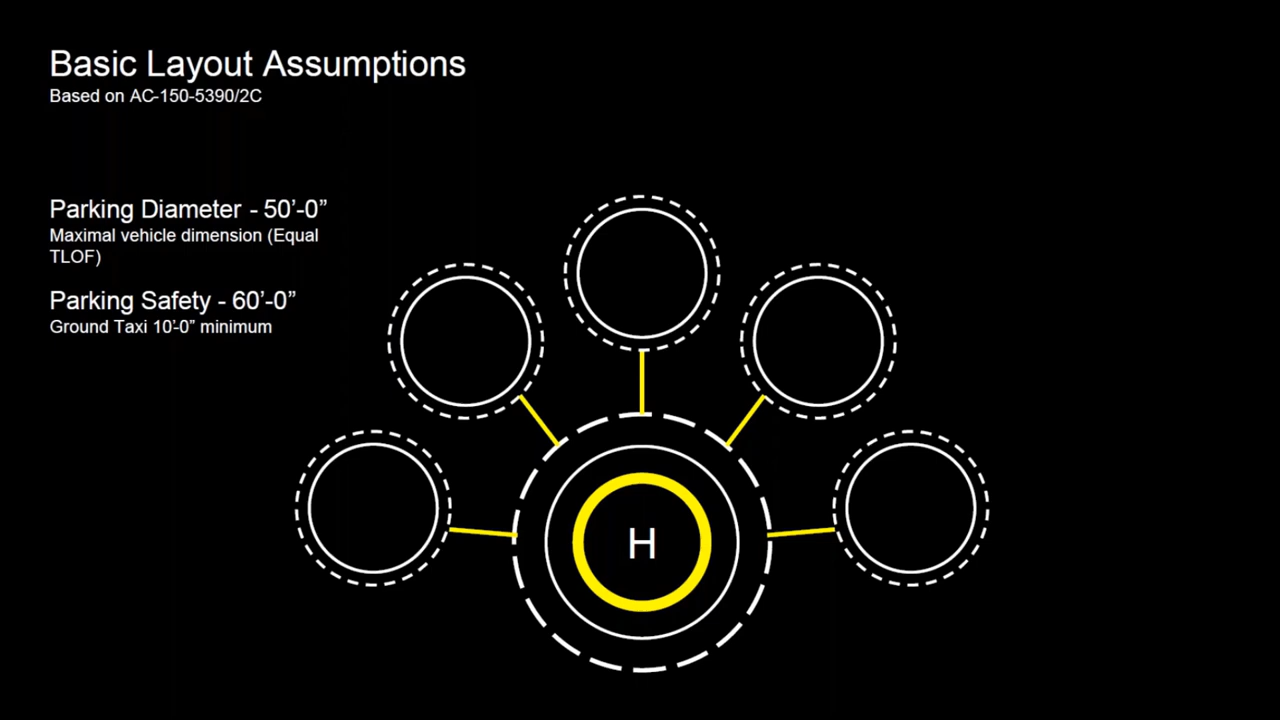 Basic Layout Assumptions
Based on AC-150-5390/2C
Parking Diameter - 50’-0”
Maximal vehicle dimension (Equal
TLOF)
Parking Safety - 60’-0”
Ground Taxi 10’-0” minimum
H